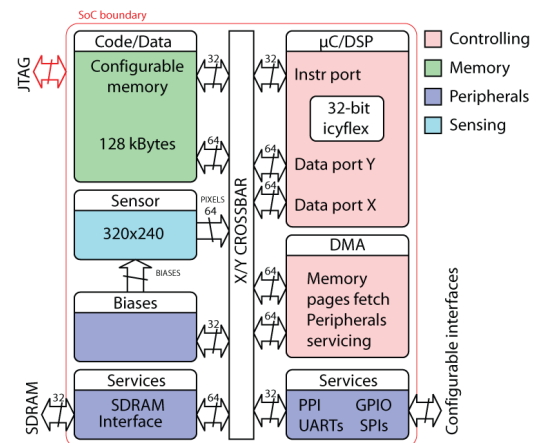 SoC boundary
JTAG
Code/Data
Configurable
memory
128 kBytes
32
64
Sensor
320x240
PIXELS
64
BIASES
Biases
32
SDRAM
32
Services
SDRAM
Interface
64
X/Y CROSSBAR
µC/DSP
32
Instr port
32-bit
icyflex
64
Data port Y
64
Data port X
DMA
64
Memory
pages fetch
64
Peripherals
servicing
Services
32
PPI GPIO
UARTs SPIs
Configurable interfaces
Controlling
Memory
Peripherals
Sensing